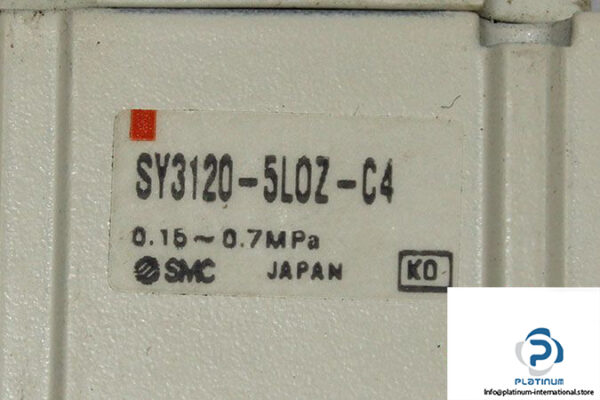 SY3120-5LOZ-C4
0.15~0.7MPa
SMC JAPAN KO
PLATINUM
Info@platinum-international.store